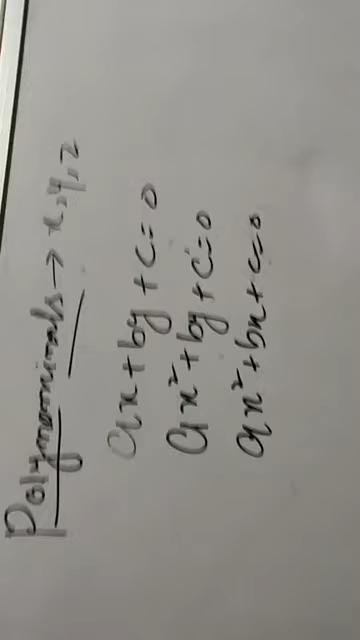 Polynomials → x, y, z
ax + by + c = 0
ax² + by + c = 0
ax² + bx + c = 0